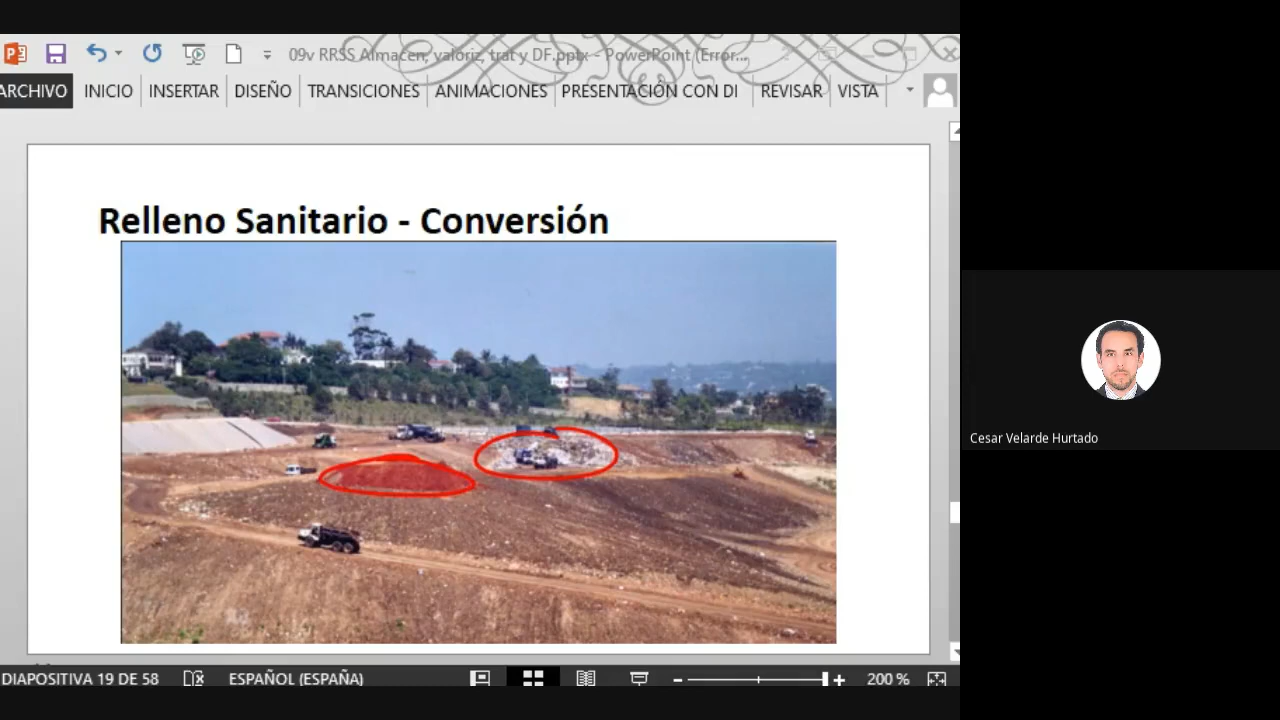 09v RRSS Almacen, valoriz, trat y DF.pptx - PowerPoint (Error...
ARCHIVO INICIO INSERTAR DISEÑO TRANSICIONES ANIMACIONES PRESENTACIÓN CON DI REVISAR VISTA
Relleno Sanitario - Conversión
Cesar Velarde Hurtado
DIAPOSITIVA 19 DE 58 ESPAÑOL (ESPAÑA) 200 %